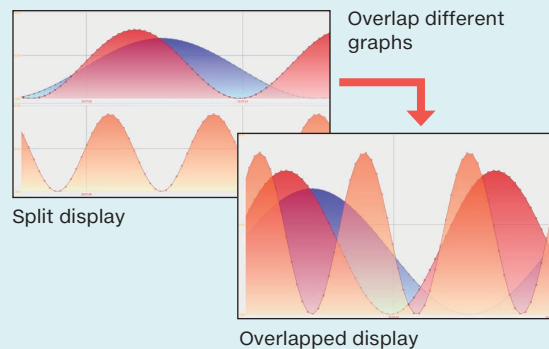 Overlap different
graphs
Split display
Overlapped display